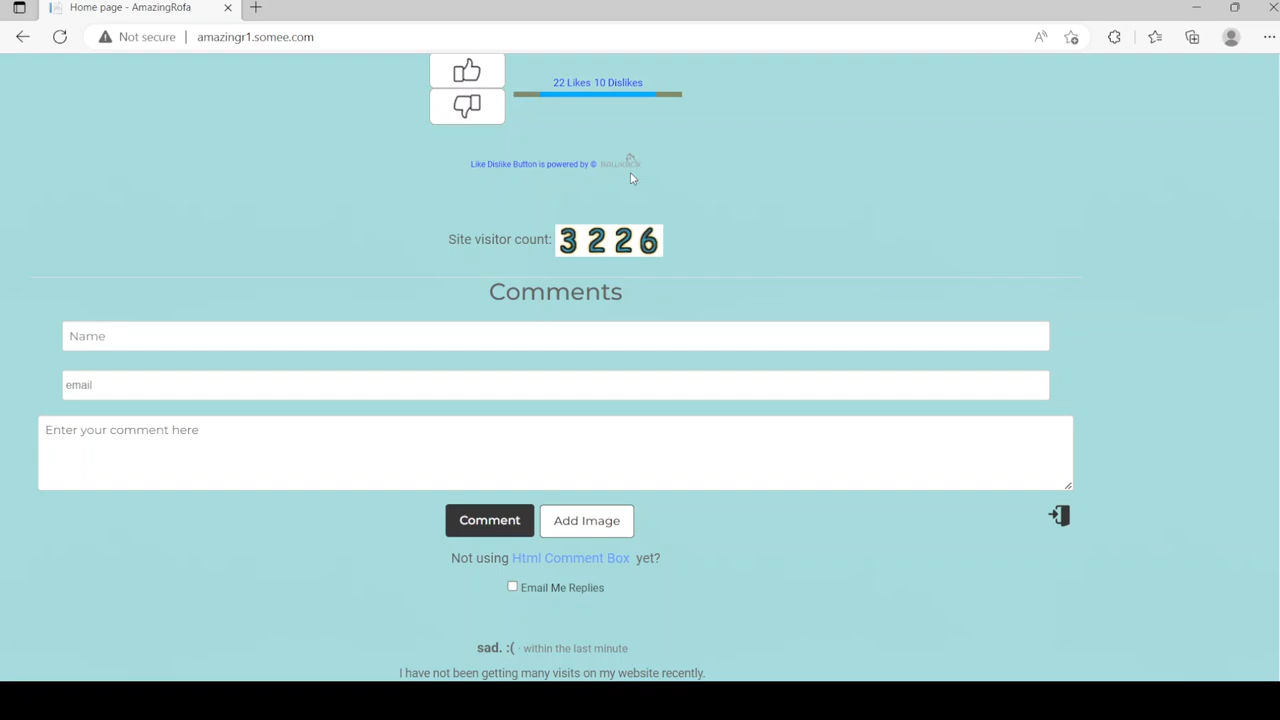 Home page - AmazingRofa
Not secure amazingr1.somee.com
22 Likes 10 Dislikes
Like Dislike Button is powered by ©
Site visitor count: 3226
Comments
Name
email
Enter your comment here
Comment Add Image
Not using Html Comment Box yet?
Email Me Replies
sad. :( · within the last minute
I have not been getting many visits on my website recently.